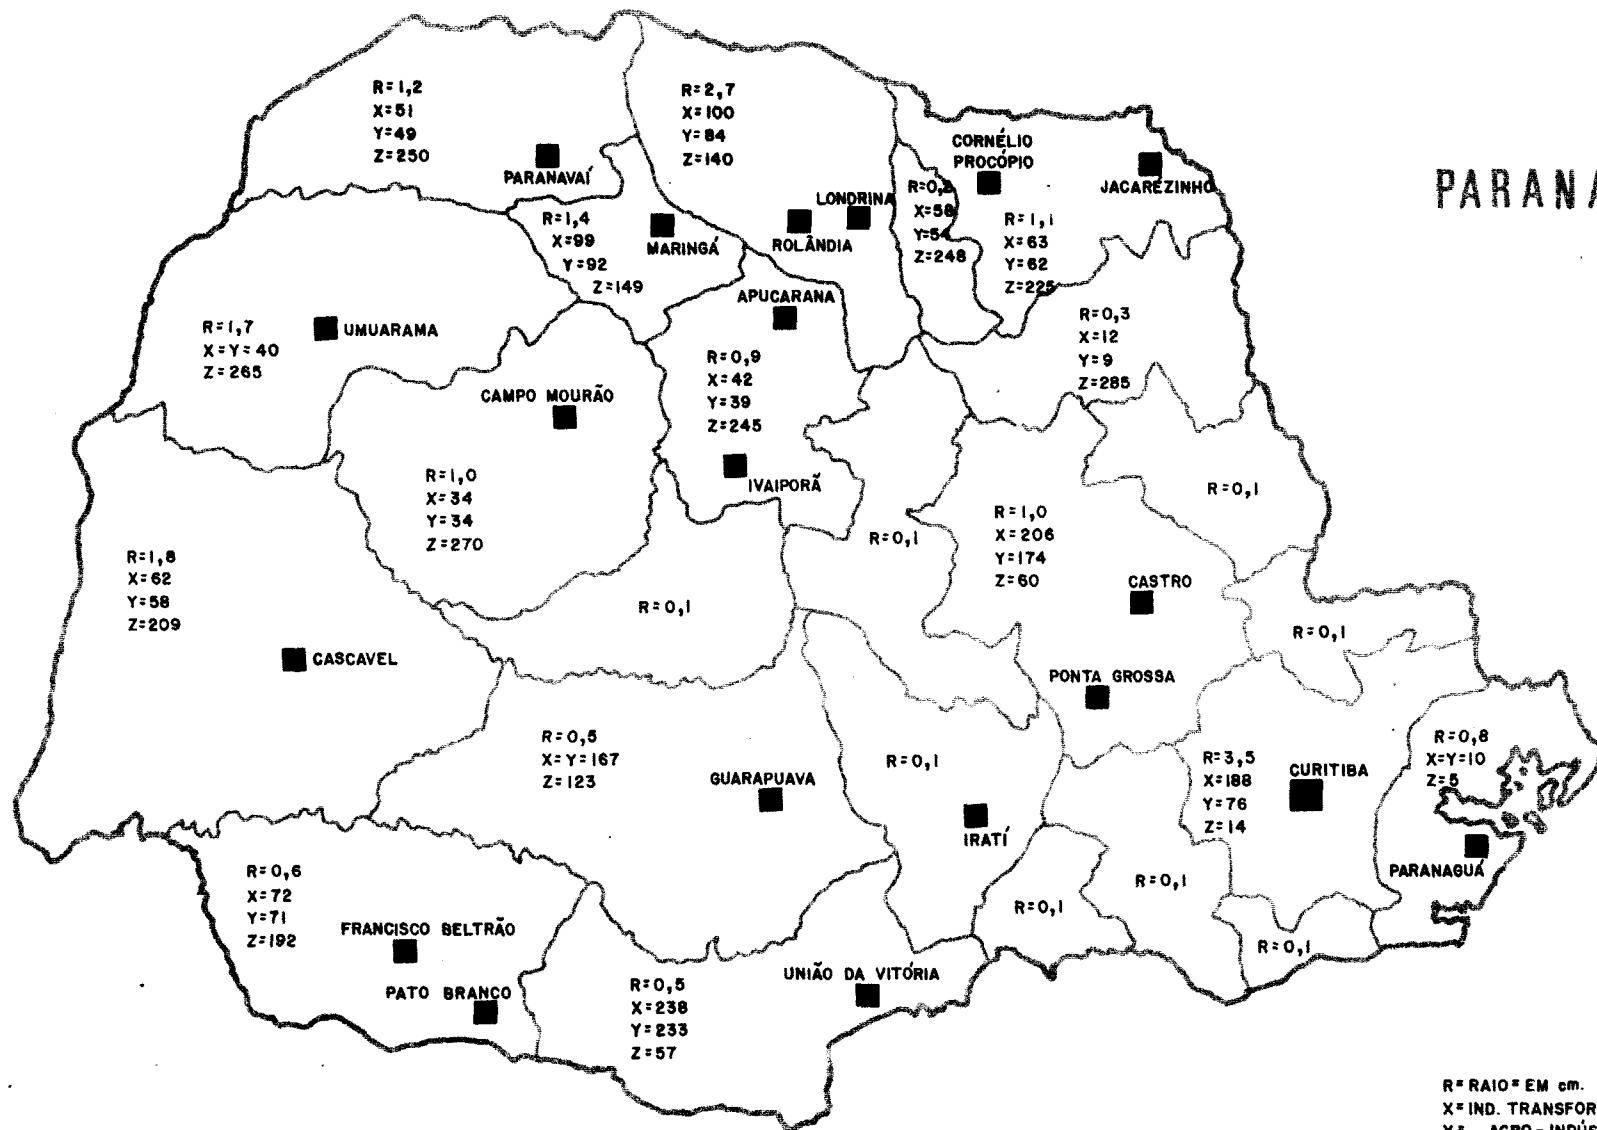 PARANÁ
R=1,2
X=51
Y=49
Z=250
PARANAVAÍ
R=2,7
X=100
Y=84
Z=140
LONDRINA
ROLÂNDIA
R=1,4
X=99
Y=92
Z=149
MARINGÁ
CORNÉLIO
PROCÓPIO
JACARÉZINHO
X=58
Y=54
Z=248
R=1,1
X=63
Y=62
Z=225
R=1,7
X=Y=40
Z=265
UMUARAMA
APUCARANA
R=0,9
X=42
Y=39
Z=245
IVAIPORÃ
R=0,3
X=12
Y=9
Z=285
CAMPO MOURÃO
R=1,0
X=34
Y=34
Z=270
R=0,1
R=0,1
R=1,0
X=206
Y=174
Z=60
CASTRO
PONTA GROSSA
R=1,8
X=62
Y=58
Z=209
CASCAVEL
R=0,1
R=0,1
R=0,5
X=Y=167
Z=123
GUARAPUAVA
R=0,1
IRATÍ
R=3,5
X=188
Y=76
Z=14
CURITIBA
R=0,8
X=Y=10
Z=5
PARANAGUÁ
R=0,6
X=72
Y=71
Z=192
FRANCISCO BELTRÃO
PATO BRANCO
R=0,1
R=0,1
R=0,1
R=0,5
X=238
Y=233
Z=57
UNIÃO DA VITÓRIA
R=RAIO=EM cm.
X=IND. TRANSFOR
Y= AGRO-INDÚS